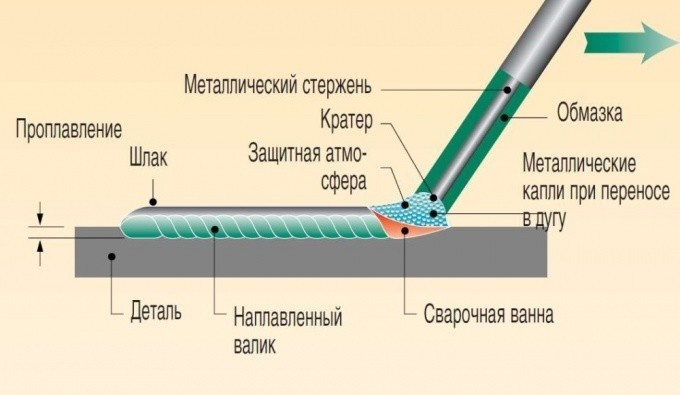 Металлический стержень
Кратер
Защитная атмо-
сфера
Обмазка
Металлические
капли при переносе
в дугу
Проплавление
Шлак
Деталь
Наплавленный
валик
Сварочная ванна